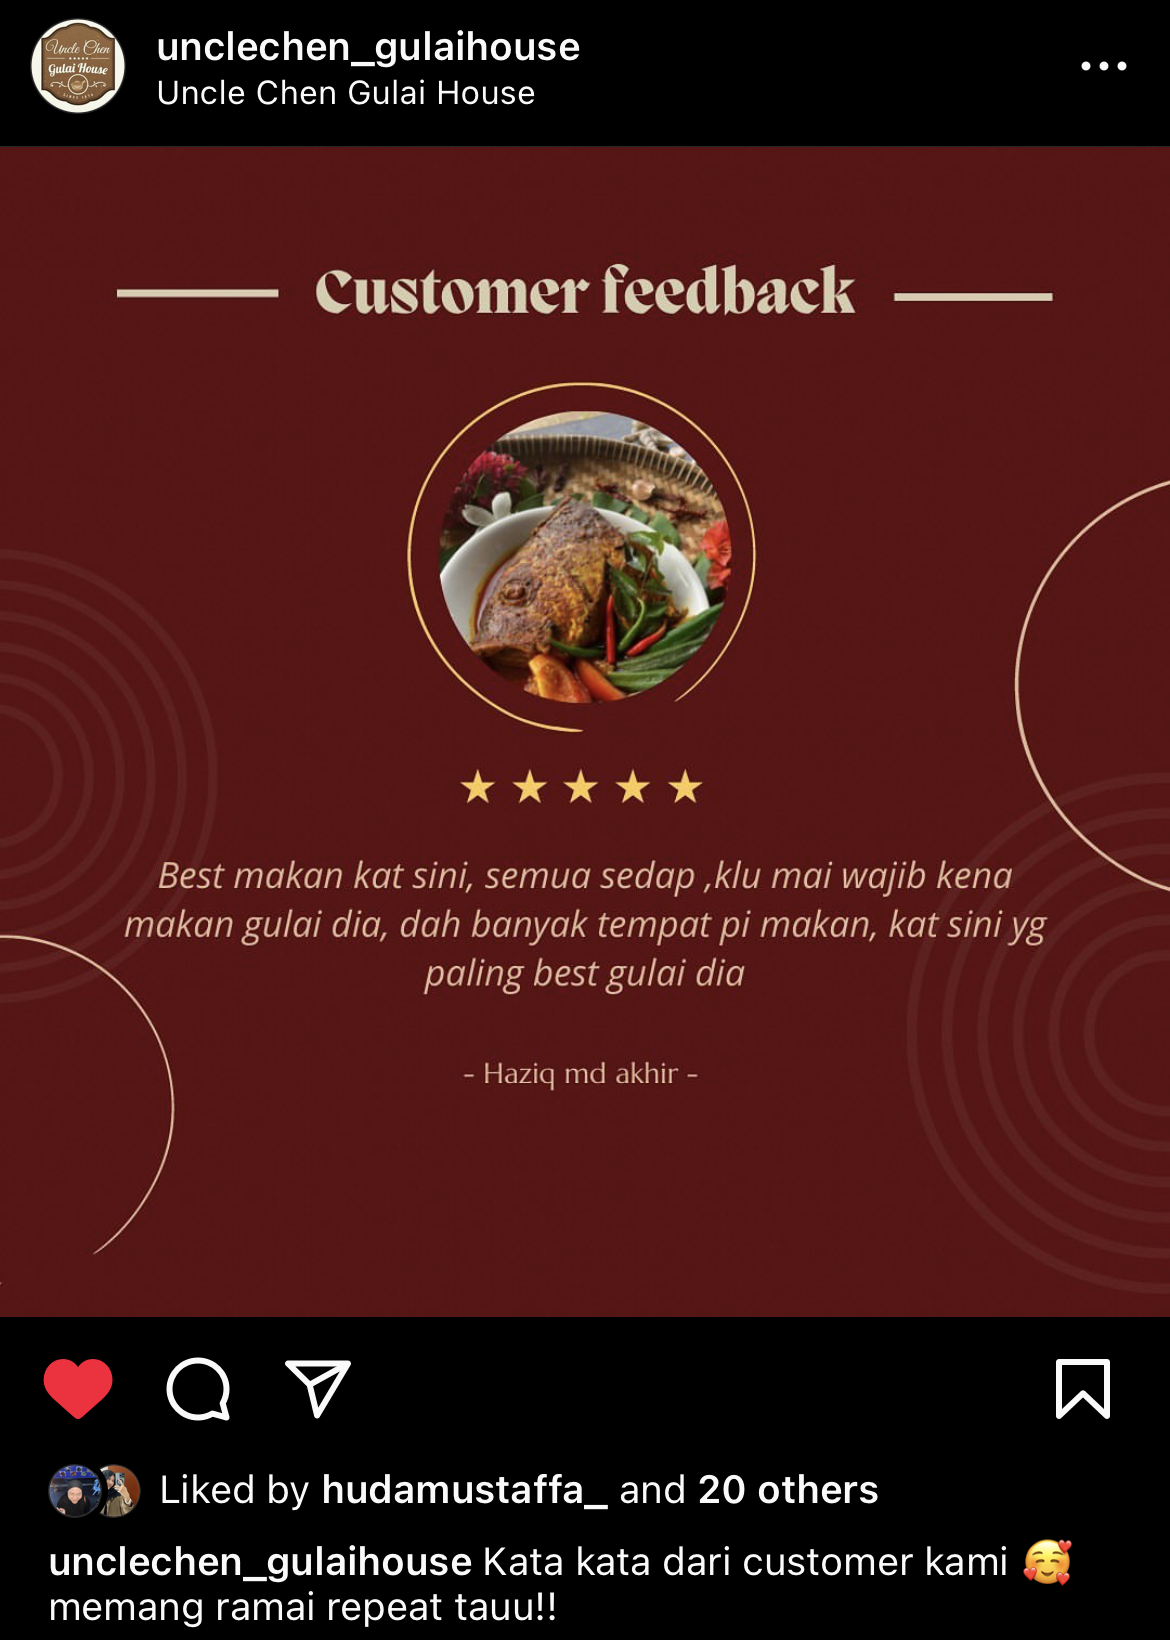 Uncle Chen
Gulai House
unclechen_gulaihouse
Uncle Chen Gulai House
Customer feedback
Best makan kat sini, semua sedap ,klu mai wajib kena
makan gulai dia, dah banyak tempat pi makan, kat sini yg
paling best gulai dia
- Haziq md akhir -
Liked by hudamustaffa_ and 20 others
unclechen_gulaihouse Kata kata dari customer kami 🥰
memang ramai repeat tauu!!